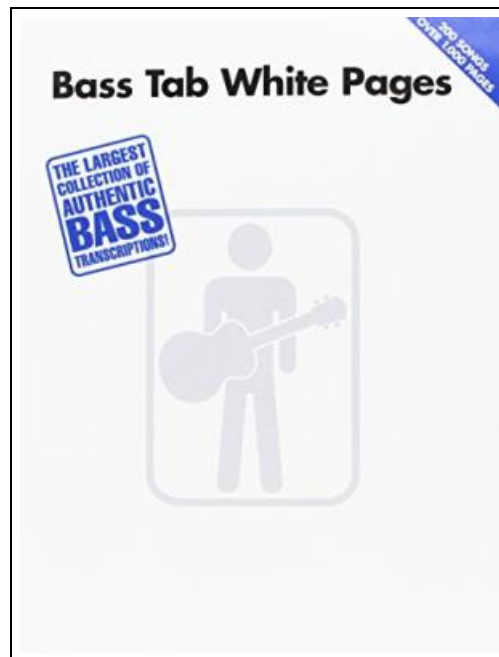 200 SONGS
OVER 1,000 PAGES
Bass Tab White Pages
THE LARGEST
COLLECTION OF
AUTHENTIC
BASS
TRANSCRIPTIONS!